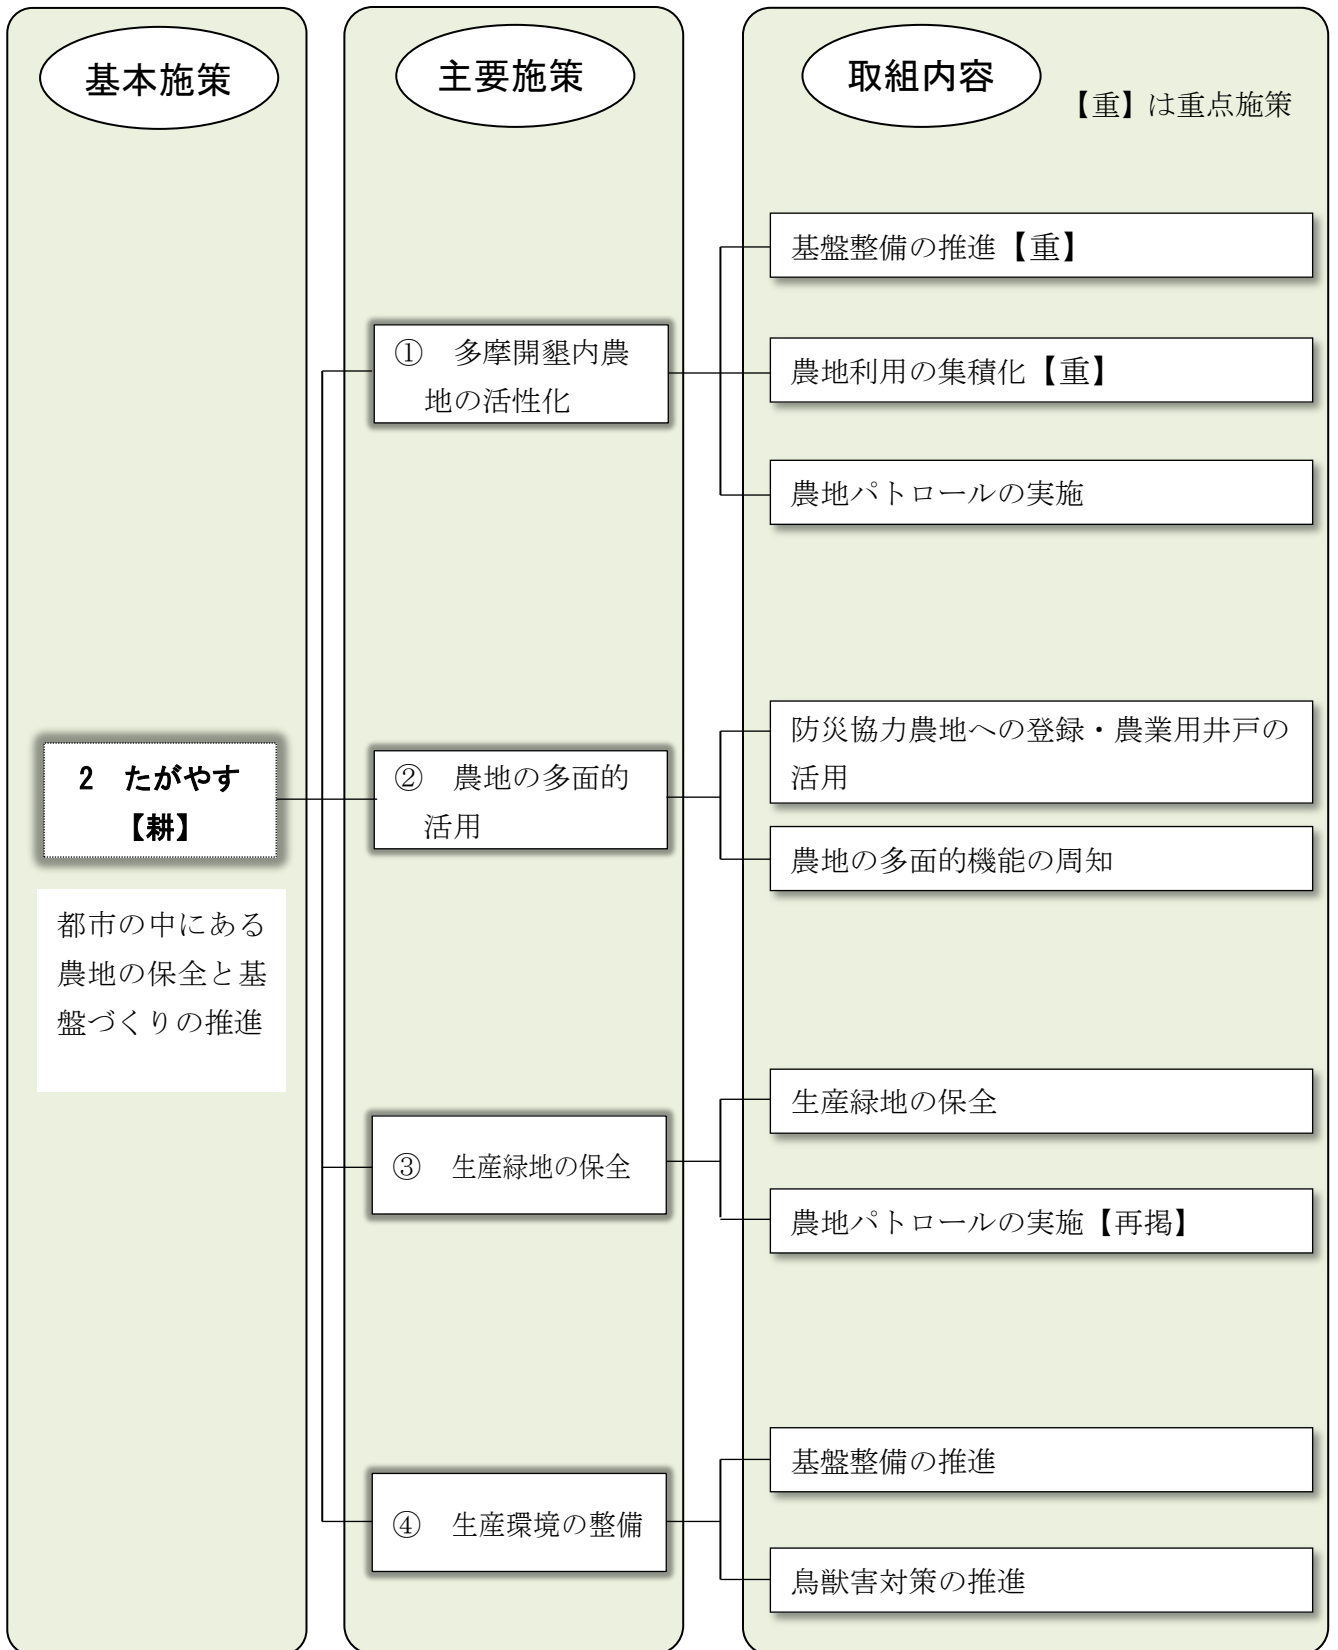 基本施策
主要施策
取組内容
【重】は重点施策
2　たがやす
【耕】
都市の中にある
農地の保全と基
盤づくりの推進
①　多摩開墾内農
地の活性化
基盤整備の推進【重】
農地利用の集積化【重】
農地パトロールの実施
②　農地の多面的
活用
防災協力農地への登録・農業用井戸の
活用
農地の多面的機能の周知
③　生産緑地の保全
生産緑地の保全
農地パトロールの実施【再掲】
④　生産環境の整備
基盤整備の推進
鳥獣害対策の推進